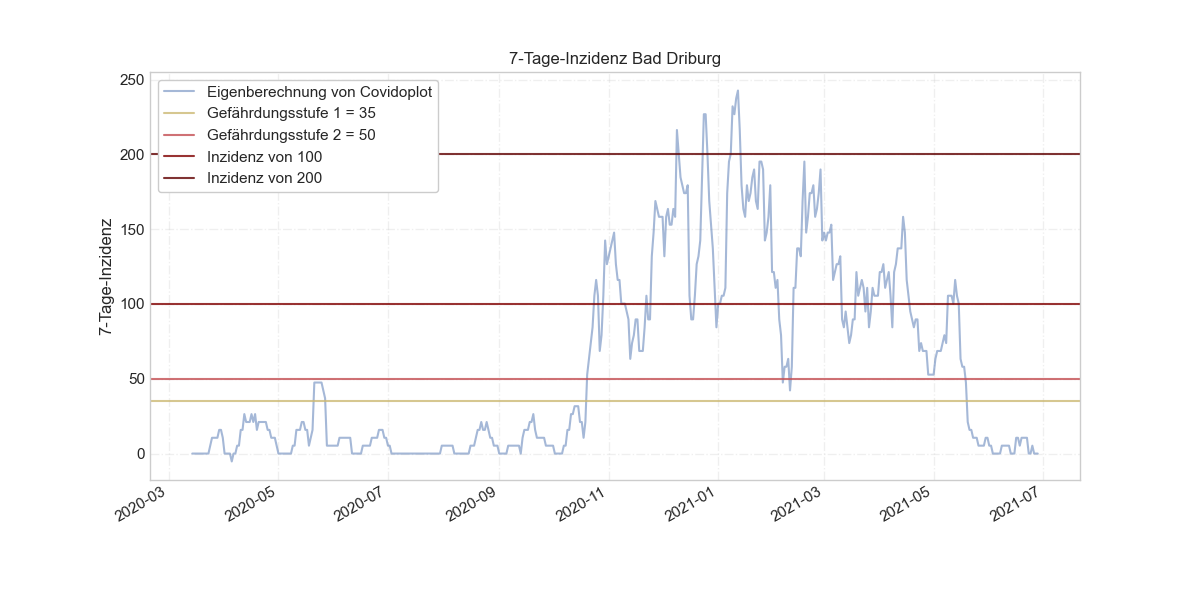 7-Tage-Inzidenz Bad Driburg
250
200
150
100
50
0
7-Tage-Inzidenz
Eigenberechnung von Covidoplot
Gefährdungsstufe 1 = 35
Gefährdungsstufe 2 = 50
Inzidenz von 100
Inzidenz von 200
2020-03
2020-05
2020-07
2020-09
2020-11
2021-01
2021-03
2021-05
2021-07